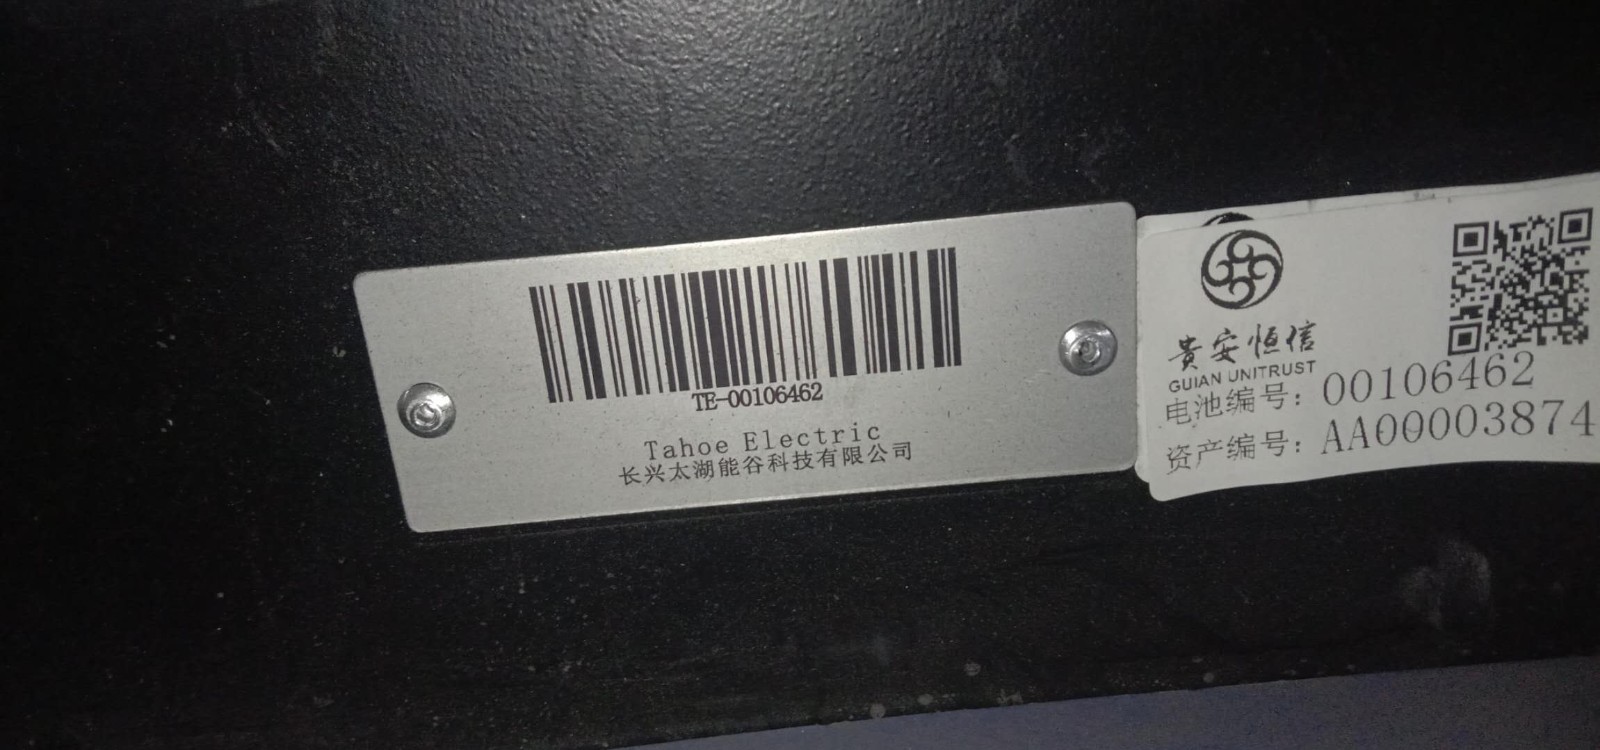 TE-00106462
Tahoe Electric
长兴太湖能谷科技有限公司
貴安恒信
GUIAN UNITRUST
电池编号：00106462
资产编号：AA00003874